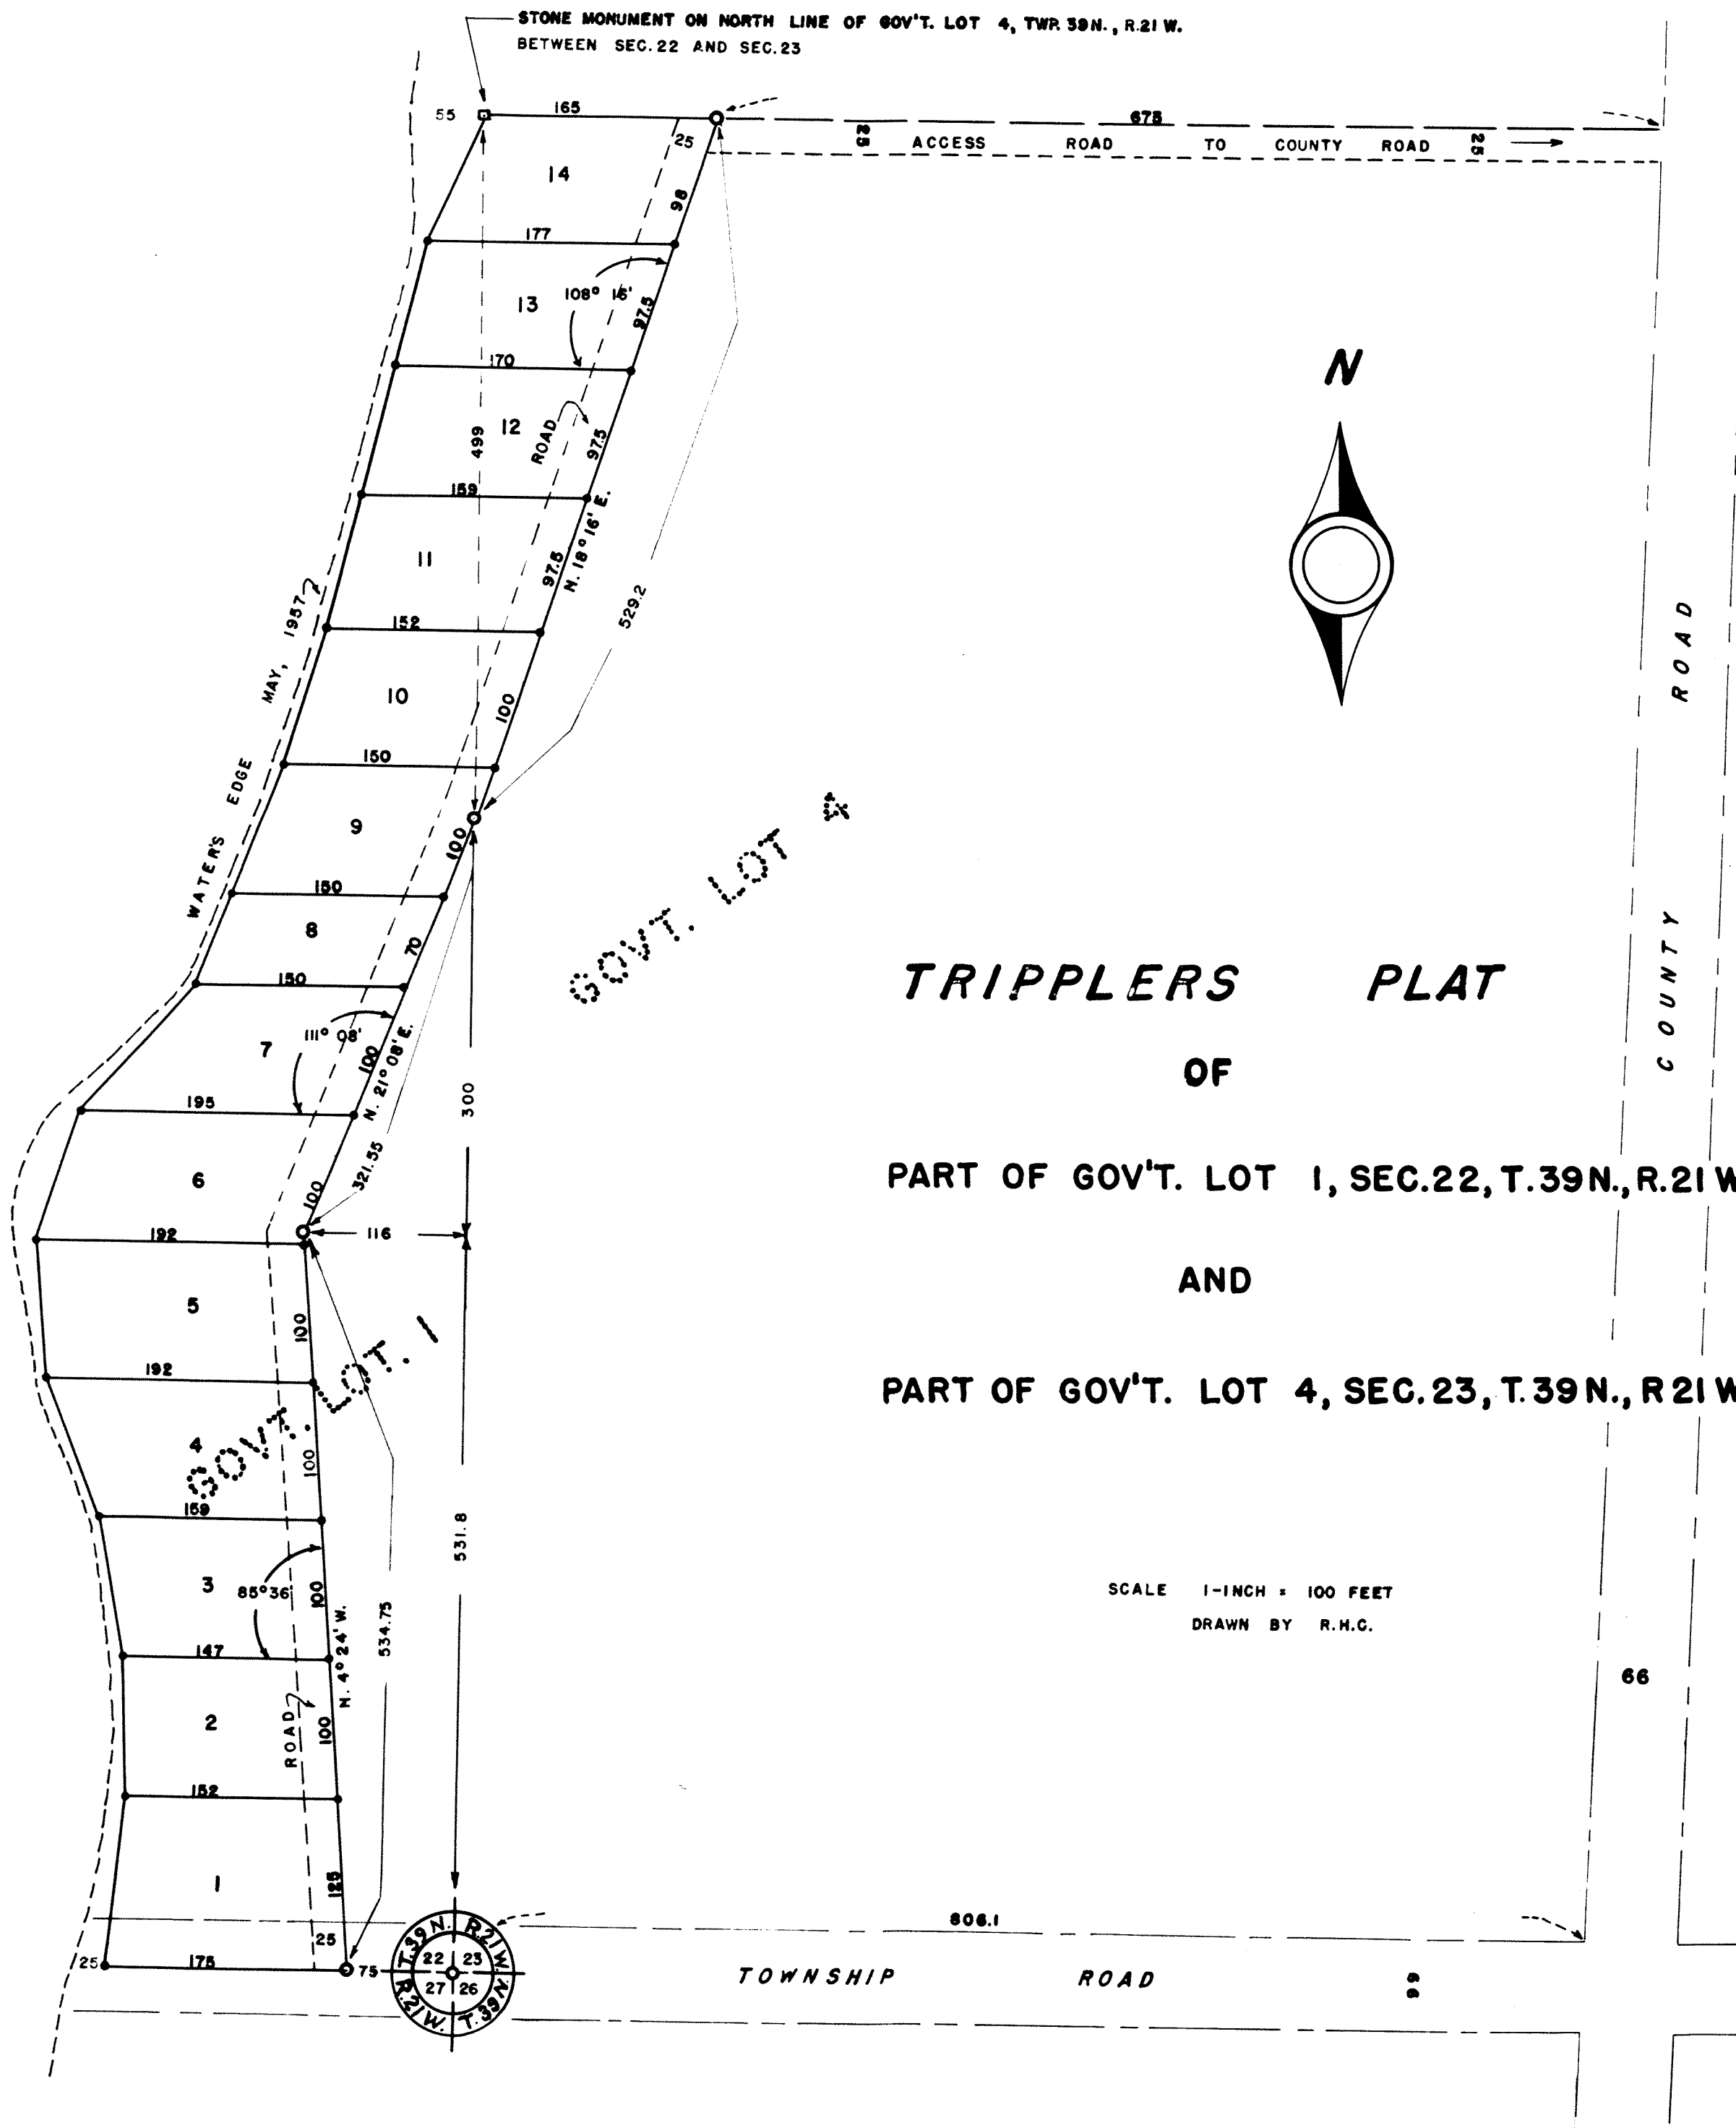 STONE MONUMENT ON NORTH LINE OF GOV'T. LOT 4, TWP. 39N., R.21 W.
BETWEEN SEC.22 AND SEC.23
55
165
675
25
25
ACCESS ROAD TO COUNTY ROAD
25
14
98
177
108° 16'
13
97.5
170
N
499
12
ROAD
97.5
159
11
97.5
N. 18° 16' E.
529.2
152
WATER'S EDGE MAY, 1957
10
100
150
9
100
GOVT. LOT 4
150
8
70
150
COUNTY ROAD
TRIPPLERS PLAT
OF
PART OF GOV'T. LOT 1, SEC.22, T.39N., R.21 W
AND
PART OF GOV'T. LOT 4, SEC.23, T.39N., R 21 W
7
111° 08'
100
N. 21° 08' E.
300
195
6
100
321.55
192
116
5
100
GOVT. LOT. 1
192
4
100
159
531.8
3
85° 36'
100
534.75
SCALE 1-INCH = 100 FEET
DRAWN BY R.H.C.
147
N. 4° 24' W.
66
2
ROAD
100
152
1
125
25
25
175
75
T.39N. R.21W.
22 23
27 26
R.21W. T.39N.
806.1
TOWNSHIP ROAD
66